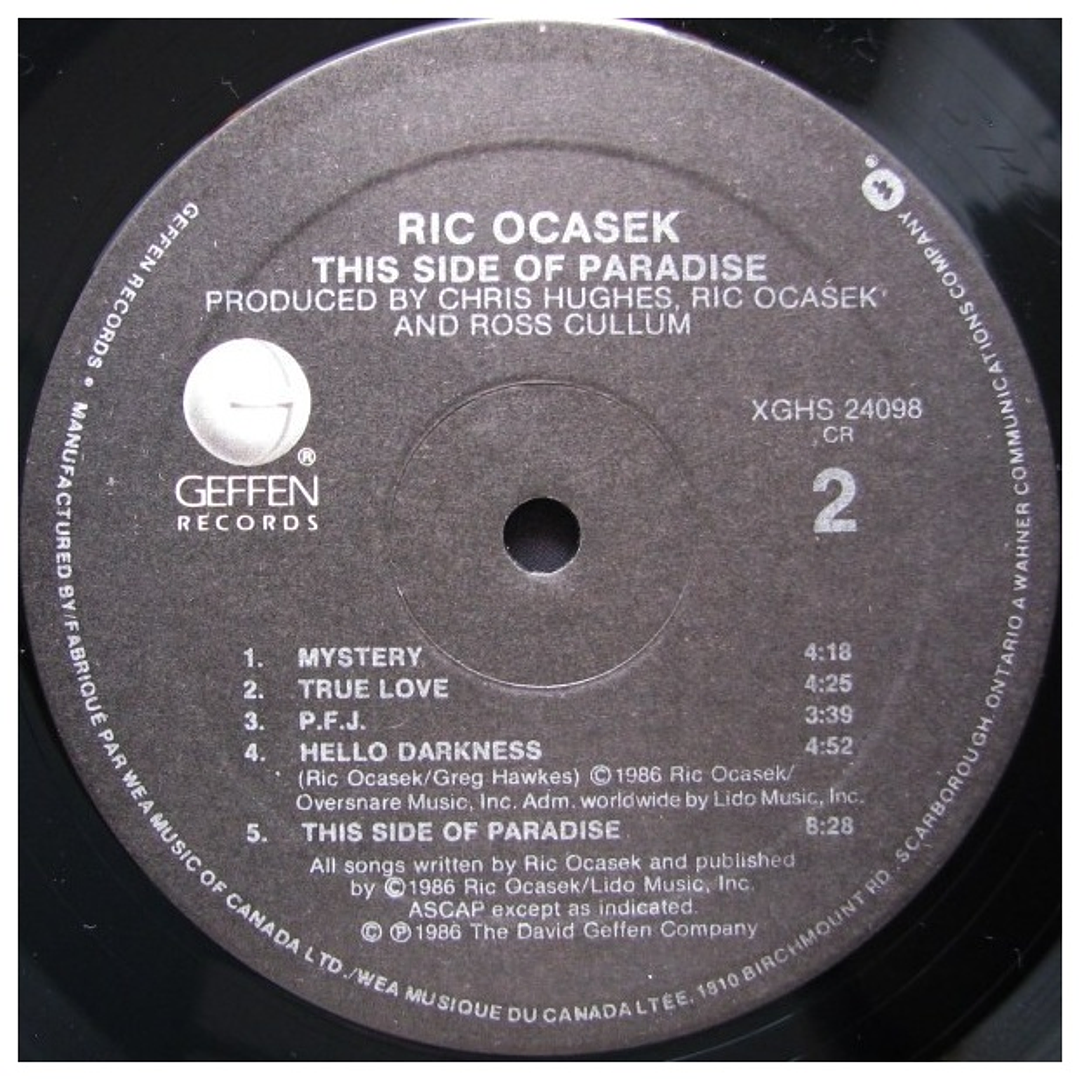 RIC OCASEK
THIS SIDE OF PARADISE
PRODUCED BY CHRIS HUGHES, RIC OCASEK
AND ROSS CULLUM
GEFFEN®
RECORDS
XGHS 24098
CR
2
1. MYSTERY 4:18
2. TRUE LOVE 4:25
3. P.F.J. 3:39
4. HELLO DARKNESS 4:52
(Ric Ocasek/Greg Hawkes) ©1986 Ric Ocasek/
Oversnare Music, Inc. Adm. worldwide by Lido Music, Inc.
5. THIS SIDE OF PARADISE 8:28
All songs written by Ric Ocasek and published
by ©1986 Ric Ocasek/Lido Music, Inc.
ASCAP except as indicated.
© ℗ 1986 The David Geffen Company
GEFFEN RECORDS • MANUFACTURED BY/FABRIQUÉ PAR WEA MUSIC OF CANADA LTD./WEA MUSIQUE DU CANADA LTÉE, 1810 BIRCHMOUNT RD., SCARBOROUGH, ONTARIO A WARNER COMMUNICATIONS COMPANY